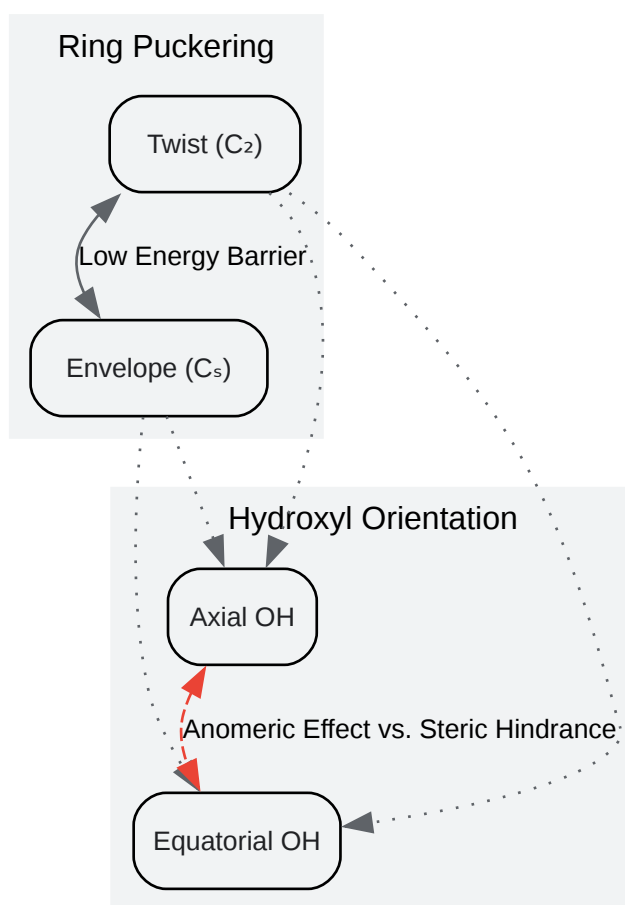 Ring Puckering
Twist (C₂)
Low Energy Barrier
Envelope (Cₛ)
Hydroxyl Orientation
Axial OH
Anomeric Effect vs. Steric Hindrance
Equatorial OH